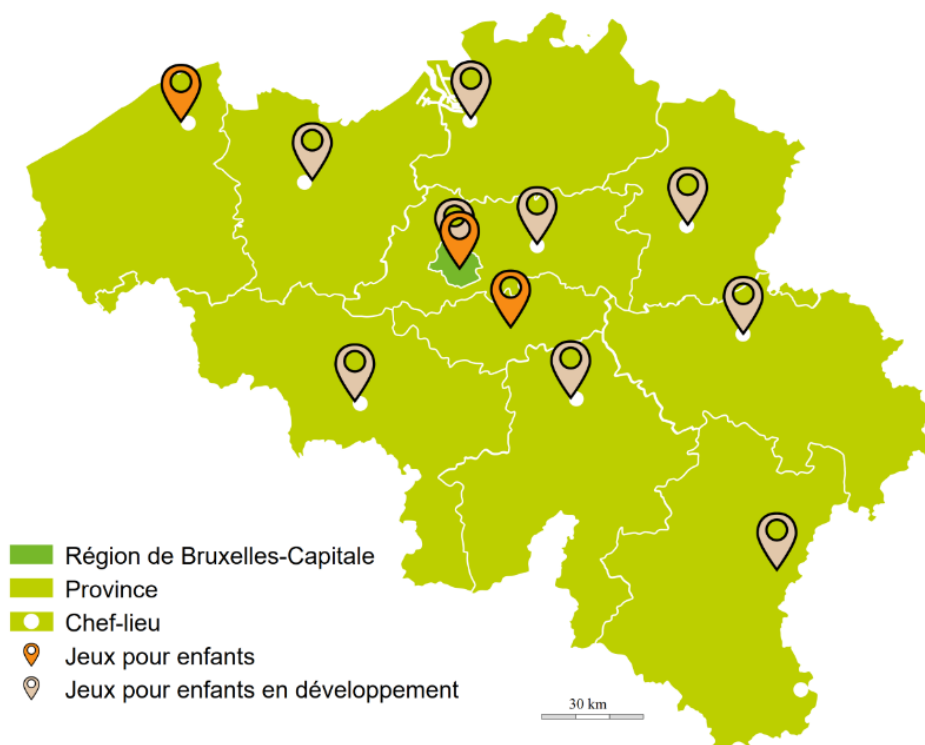 Région de Bruxelles-Capitale
Province
Chef-lieu
Jeux pour enfants
Jeux pour enfants en développement
30 km